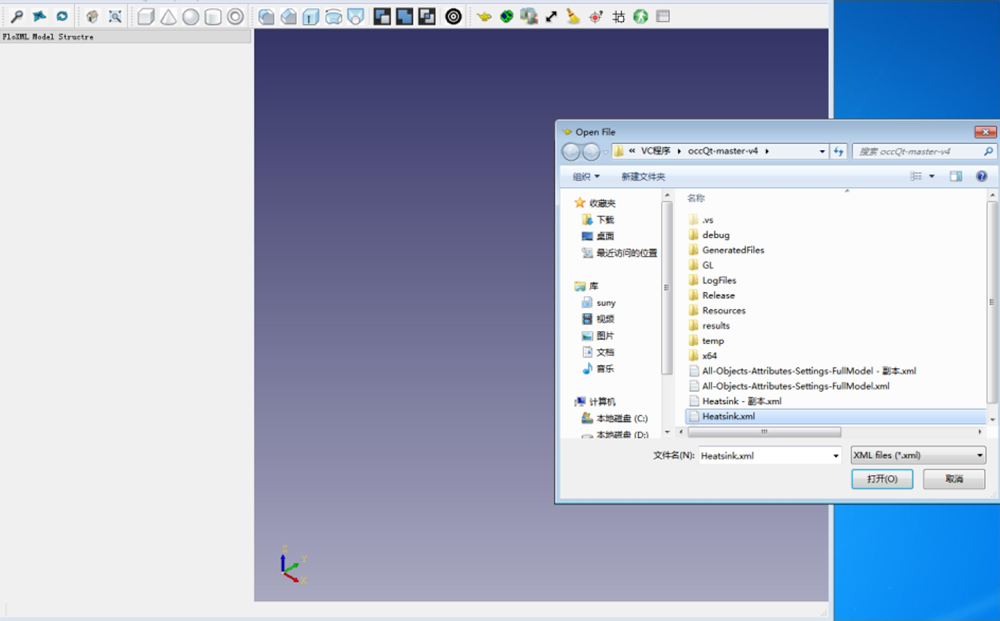 FloXML Model Structre
Open File
« VC程序 occQt-master-v4
搜索 occQt-master-v4
组织 新建文件夹
收藏夹
下载
桌面
最近访问的位置
库
suny
视频
图片
文档
音乐
计算机
本地磁盘 (C:)
本地磁盘 (D:)
名称
.vs
debug
GeneratedFiles
GL
LogFiles
Release
Resources
results
temp
x64
All-Objects-Attributes-Settings-FullModel - 副本.xml
All-Objects-Attributes-Settings-FullModel.xml
Heatsink - 副本.xml
Heatsink.xml
文件名(N): Heatsink.xml
XML files (*.xml)
打开(O) 取消
Z
Y
X